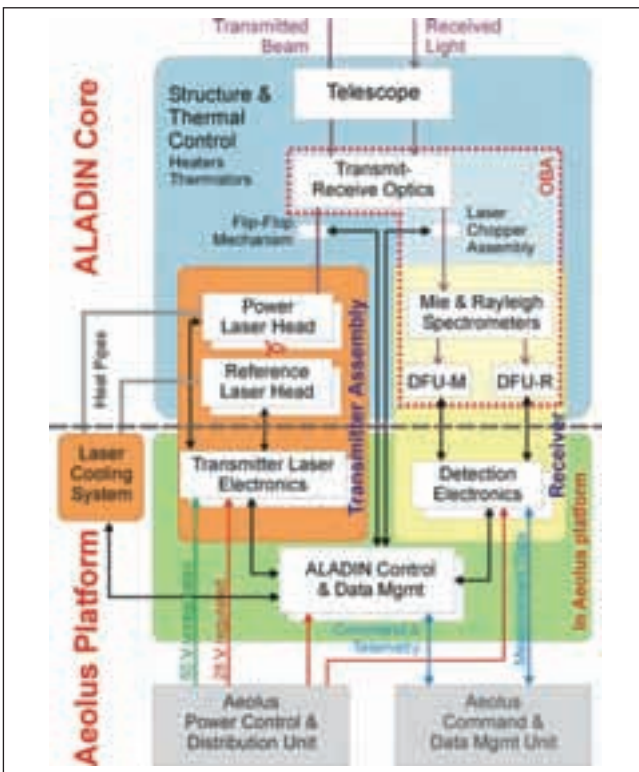 Transmitted
Beam
Received
Light
ALADIN Core
Structure &
Thermal
Control
Heaters
Thermators
Telescope
Transmit-
Receive Optics
OBA
Flip-Flop
Mechanism
Laser
Chopper
Assembly
Power
Laser Head
Mie & Rayleigh
Spectrometers
Heat Pipes
Reference
Laser Head
DFU-M
DFU-R
Transmitter Assembly
Receiver
Laser
Cooling
System
Transmitter Laser
Electronics
Detection
Electronics
In Aeolus platform
Aeolus Platform
ALADIN Control
& Data Mgmt
50 V
28 V
Command &
Telemetry
Aeolus
Power Control &
Distribution Unit
Aeolus
Command &
Data Mgmt Unit